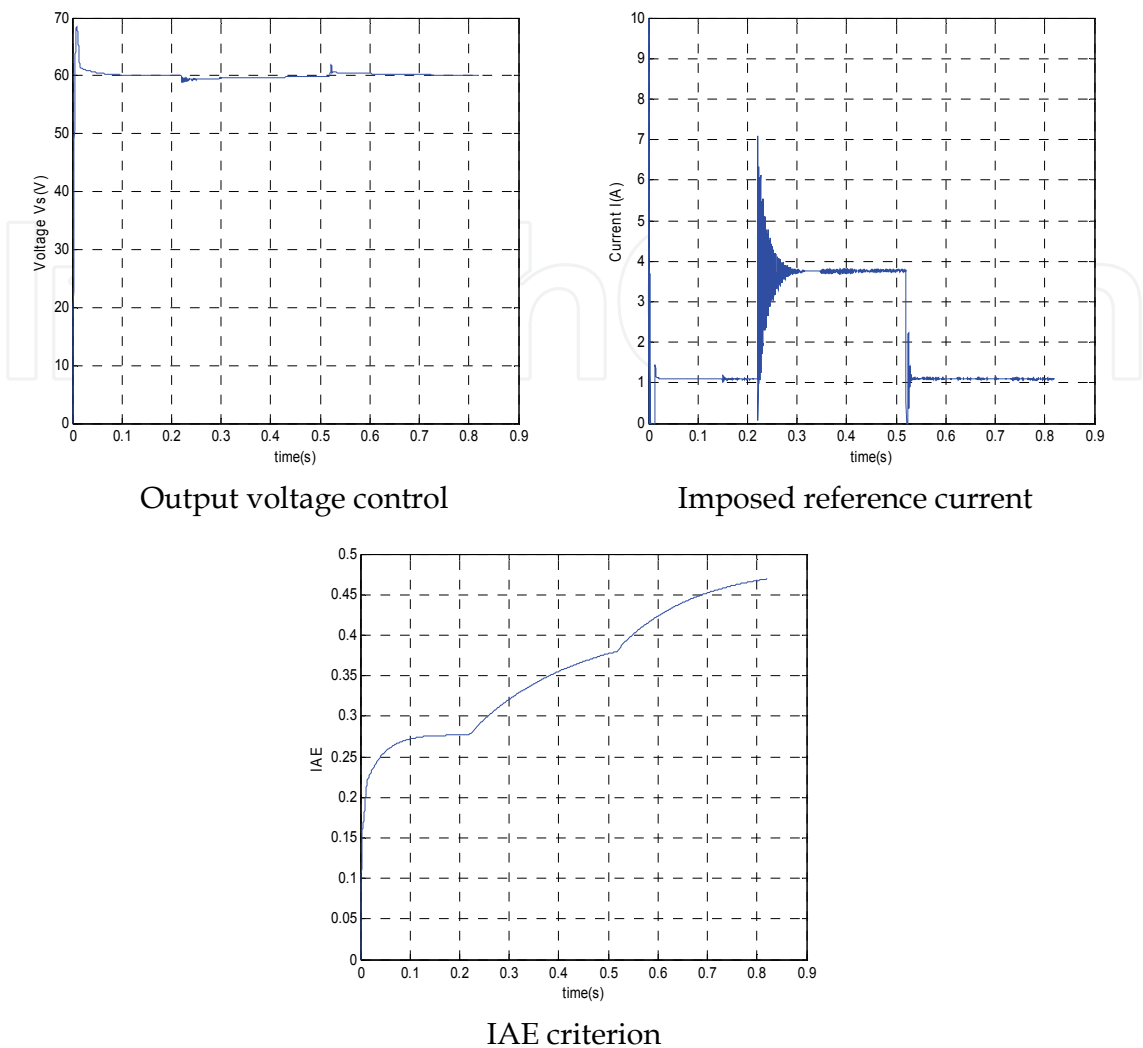 70
60
50
40
30
20
10
0
Voltage Vs(V)
0 0.1 0.2 0.3 0.4 0.5 0.6 0.7 0.8 0.9
time(s)
Output voltage control
10
9
8
7
6
5
4
3
2
1
0
Current I(A)
0 0.1 0.2 0.3 0.4 0.5 0.6 0.7 0.8 0.9
time(s)
Imposed reference current
0.5
0.45
0.4
0.35
0.3
0.25
0.2
0.15
0.1
0.05
0
IAE
0 0.1 0.2 0.3 0.4 0.5 0.6 0.7 0.8 0.9
time(s)
IAE criterion